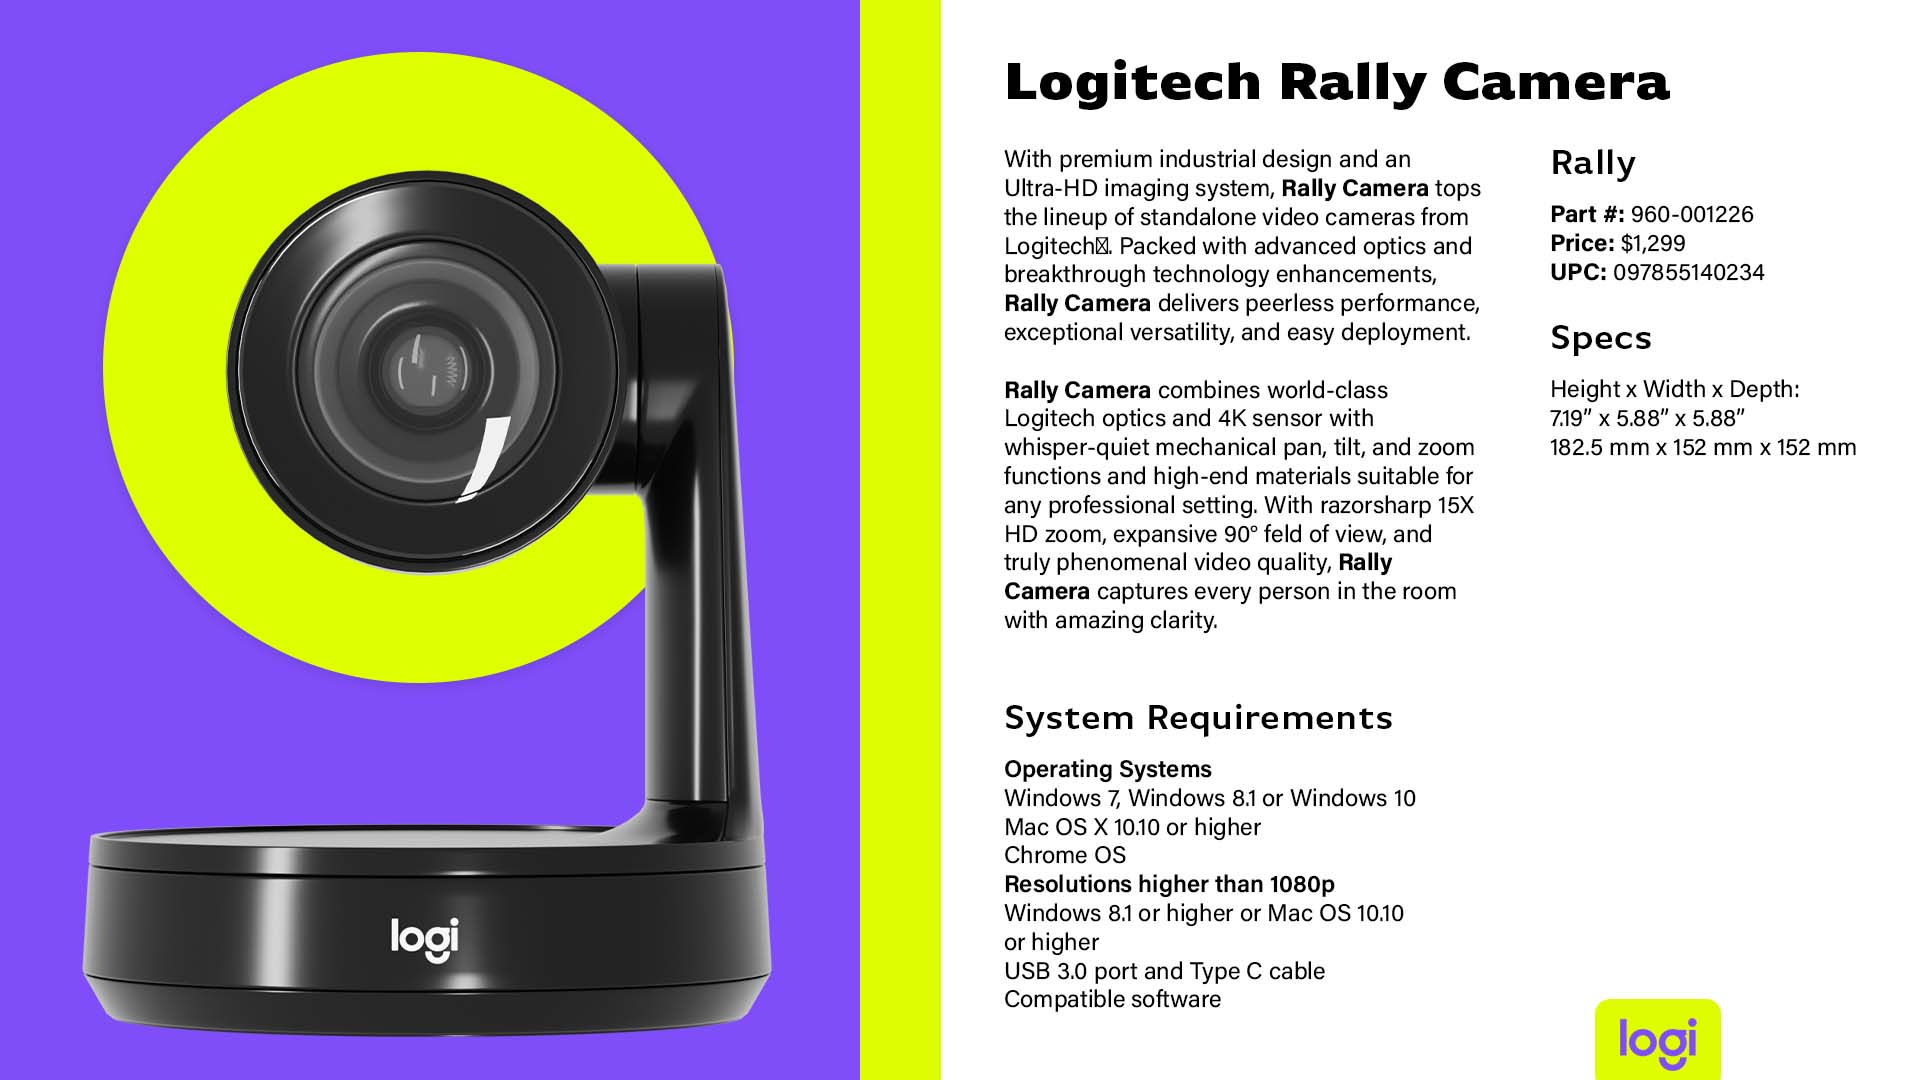 Logitech Rally Camera
With premium industrial design and an
Ultra-HD imaging system, Rally Camera tops
the lineup of standalone video cameras from
Logitech. Packed with advanced optics and
breakthrough technology enhancements,
Rally Camera delivers peerless performance,
exceptional versatility, and easy deployment.
Rally Camera combines world-class
Logitech optics and 4K sensor with
whisper-quiet mechanical pan, tilt, and zoom
functions and high-end materials suitable for
any professional setting. With razorsharp 15X
HD zoom, expansive 90° feld of view, and
truly phenomenal video quality, Rally
Camera captures every person in the room
with amazing clarity.
System Requirements
Operating Systems
Windows 7, Windows 8.1 or Windows 10
Mac OS X 10.10 or higher
Chrome OS
Resolutions higher than 1080p
Windows 8.1 or higher or Mac OS 10.10
or higher
USB 3.0 port and Type C cable
Compatible software
Rally
Part #: 960-001226
Price: $1,299
UPC: 097855140234
Specs
Height x Width x Depth:
7.19” x 5.88” x 5.88”
182.5 mm x 152 mm x 152 mm
logi
logi